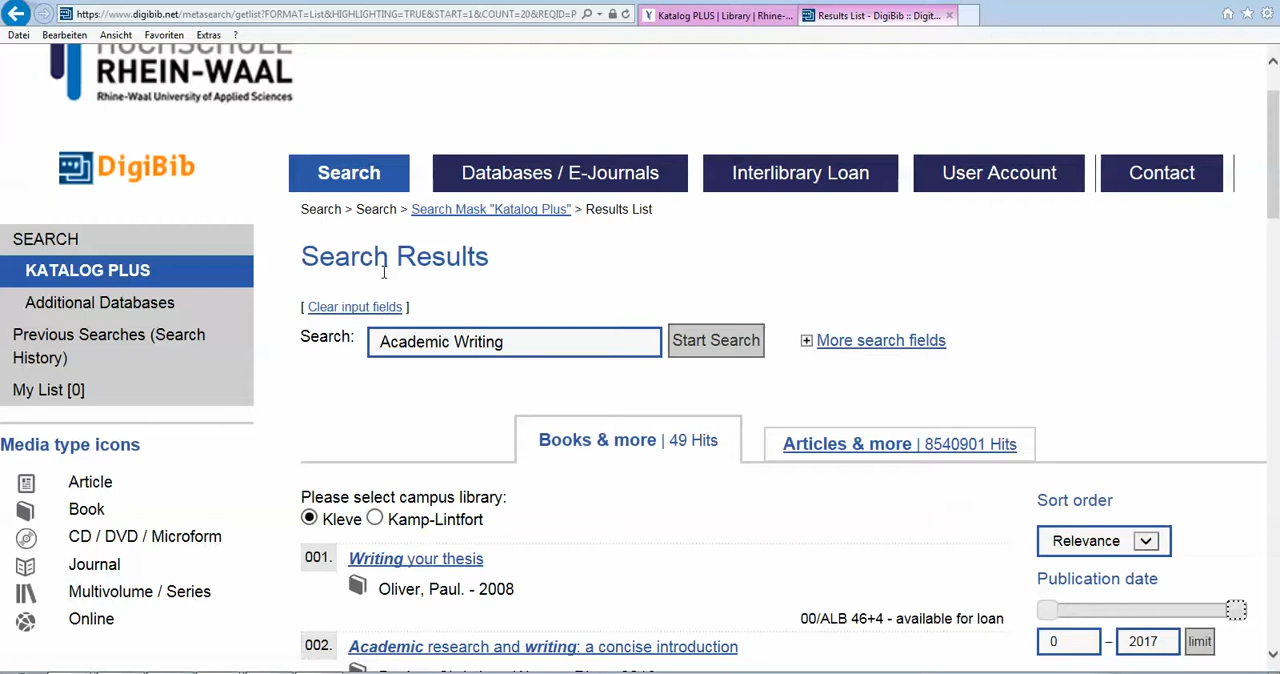 https://www.digibib.net/metasearch/getlist?FORMAT=List&HIGHLIGHTING=TRUE&START=1&COUNT=20&REQID=P
Katalog PLUS | Library | Rhine-...
Results List - DigiBib :: Digit...
Datei Bearbeiten Ansicht Favoriten Extras ?
HOCHSCHULE
RHEIN-WAAL
Rhine-Waal University of Applied Sciences
DigiBib
Search
Databases / E-Journals
Interlibrary Loan
User Account
Contact
Search > Search > Search Mask "Katalog Plus" > Results List
SEARCH
KATALOG PLUS
Additional Databases
Previous Searches (Search
History)
My List [0]
Media type icons
Article
Book
CD / DVD / Microform
Journal
Multivolume / Series
Online
Search Results
[ Clear input fields ]
Search: Academic Writing Start Search More search fields
Books & more | 49 Hits
Articles & more | 8540901 Hits
Please select campus library:
Kleve Kamp-Lintfort
001. Writing your thesis
Oliver, Paul. - 2008
00/ALB 46+4 - available for loan
002. Academic research and writing: a concise introduction
Sort order
Relevance
Publication date
0 – 2017 limit